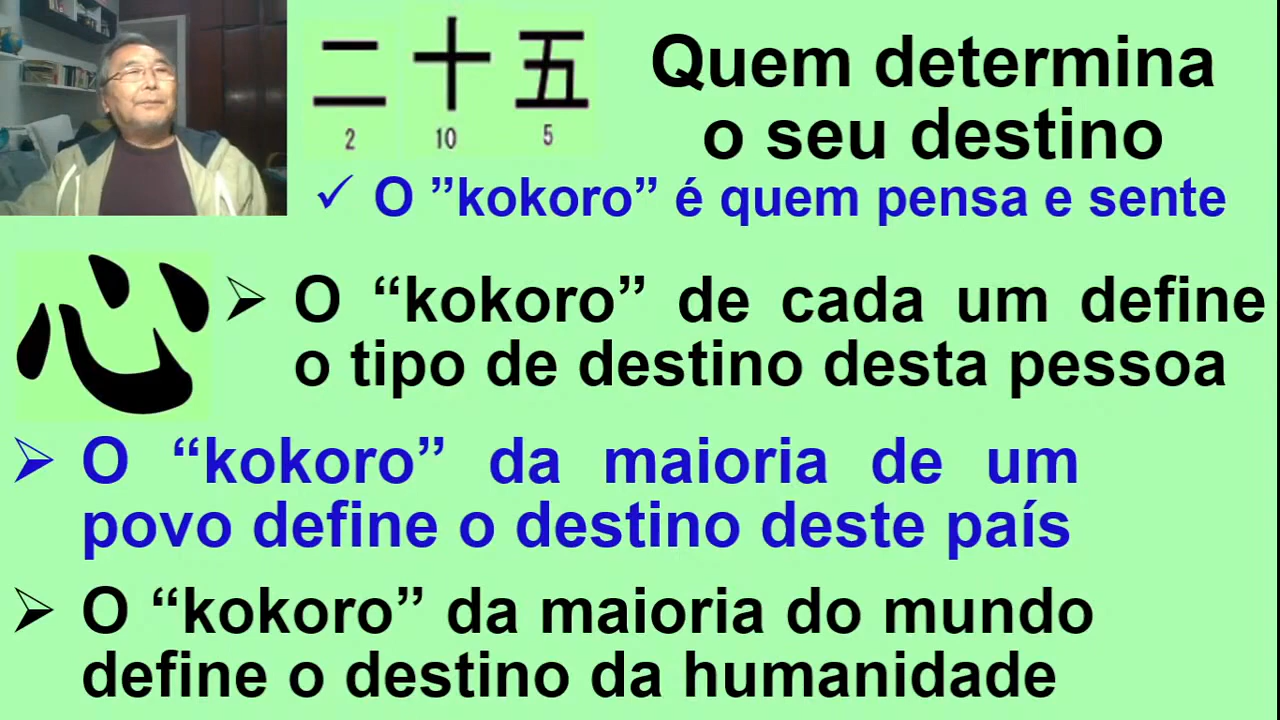 二十五
2 10 5
Quem determina
o seu destino
✓ O ”kokoro” é quem pensa e sente
心
➢ O “kokoro” de cada um define
o tipo de destino desta pessoa
➢ O “kokoro” da maioria de um
povo define o destino deste país
➢ O “kokoro” da maioria do mundo
define o destino da humanidade